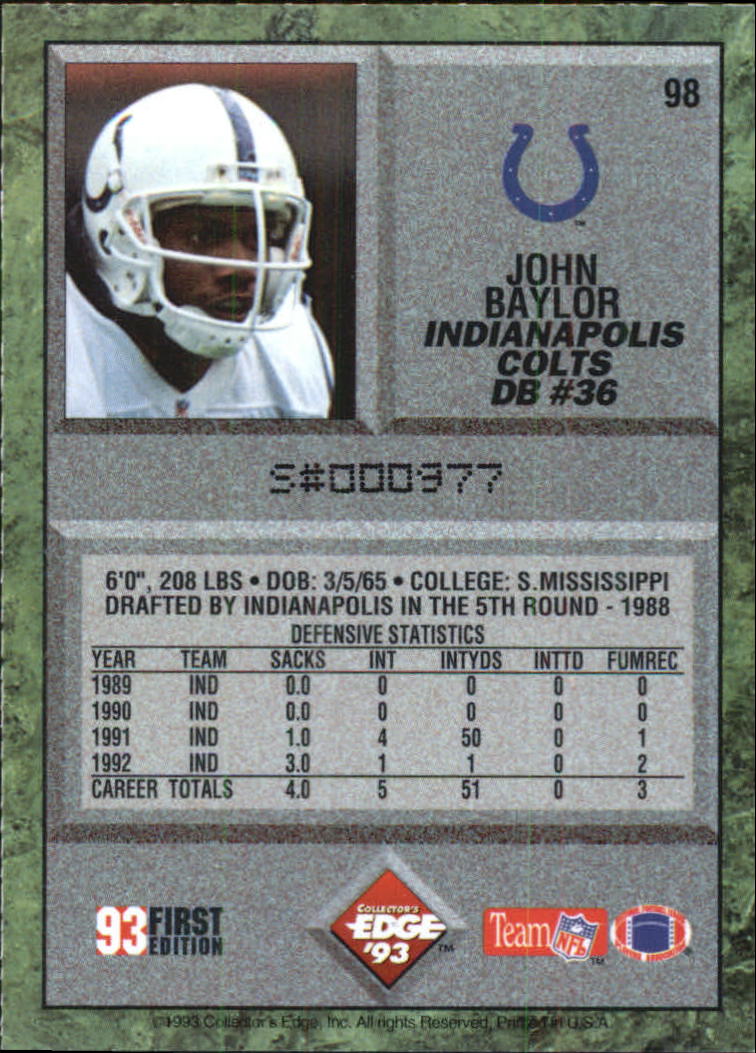 98
JOHN
BAYLOR
INDIANAPOLIS
COLTS
DB #36
S#000377
6'0", 208 LBS • DOB: 3/5/65 • COLLEGE: S.MISSISSIPPI
DRAFTED BY INDIANAPOLIS IN THE 5TH ROUND - 1988
DEFENSIVE STATISTICS
YEAR TEAM SACKS INT INTYDS INTTD FUMREC
1989 IND 0.0 0 0 0 0
1990 IND 0.0 0 0 0 0
1991 IND 1.0 4 50 0 1
1992 IND 3.0 1 1 0 2
CAREER TOTALS 4.0 5 51 0 3
93 FIRST
EDITION
COLLECTOR'S
EDGE
'93 TM
Team NFL TM ®
©1993 Collector's Edge, Inc. All rights Reserved, Printed in U.S.A.